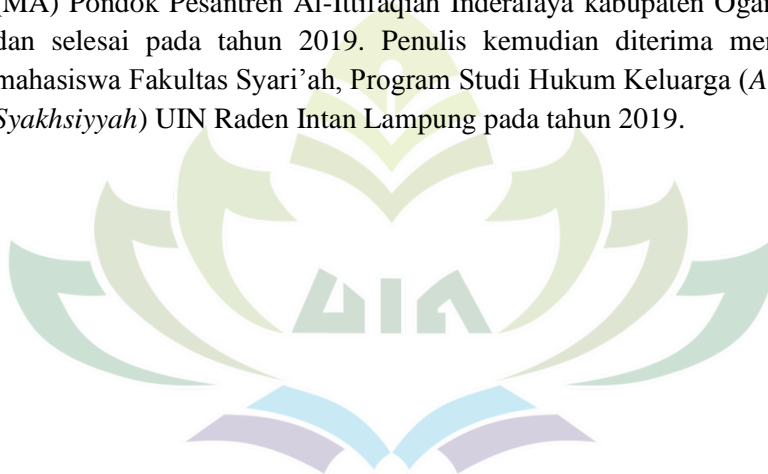 (MA) Pondok Pesantren Al-Ittifaqiah Inderalaya kabupaten Ogan
dan selesai pada tahun 2019. Penulis kemudian diterima
mahasiswa Fakultas Syari’ah, Program Studi Hukum Keluarga
Syakhsiyyah) UIN Raden Intan Lampung pada tahun 2019.
UIN